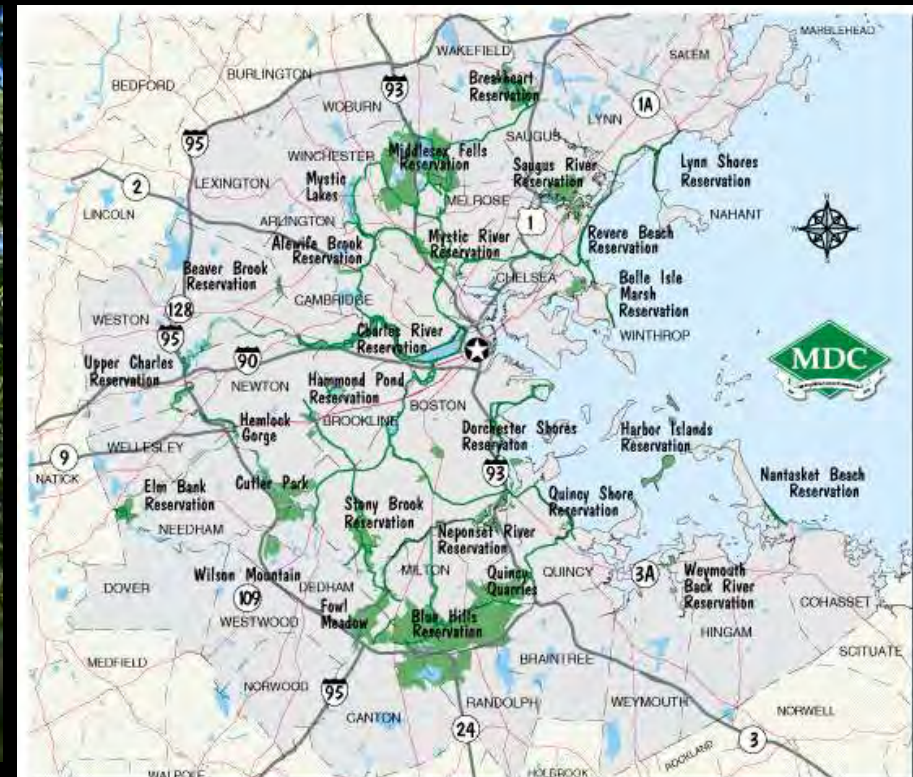 MARBLEHEAD
WAKEFIELD
SALEM
BURLINGTON
BEDFORD
Breakheart
Reservation
93
WOBURN
1A
LYNN
SAUGUS
95
WINCHESTER
Middlesex Fells
Reservation
Saugus River
Reservation
Lynn Shores
Reservation
2
LEXINGTON
Mystic
Lakes
MELROSE
LINCOLN
NAHANT
ARLINGTON
1
Alewife Brook
Reservation
Mystic River
Reservation
Revere Beach
Reservation
N
W
E
Beaver Brook
Reservation
CHELSEA
Belle Isle
Marsh
Reservation
CAMBRIDGE
128
WESTON
WINTHROP
95
Charles River
Reservation
MDC
90
Upper Charles
Reservation
NEWTON
Hammond Pond
Reservation
BOSTON
Hemlock
Gorge
BROOKLINE
Dorchester Shores
Reservaton
Harbor Islands
Reservation
WELLESLEY
9
93
NATICK
Nantasket Beach
Reservation
Elm Bank
Reservation
Cutler Park
Quincy Shore
Reservation
Stony Brook
Reservation
NEEDHAM
Neponset River
Reservation
Wilson Mountain
MILTON
QUINCY
3A
Weymouth
Back River
Reservation
DOVER
DEDHAM
Quincy
Quarries
109
COHASSET
WESTWOOD
Fowl
Meadow
Blue Hills
Reservation
HINGAM
SCITUATE
MEDFIELD
BRAINTREE
NORWOOD
95
RANDOLPH
WEYMOUTH
NORWELL
CANTON
24
3
ROCKLAND
WALPOLE
HOLBROOK